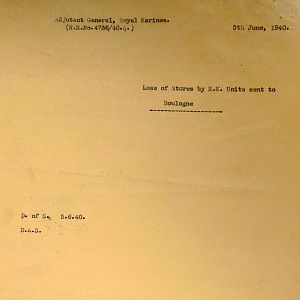 Adjutant General, Royal Marines.
(R.M.No.4736/40.Q.)
5th June, 1940.
Loss of Stores by R.M. Units sent to
Boulogne
D. of S. 5.6.40.
D.A.S.